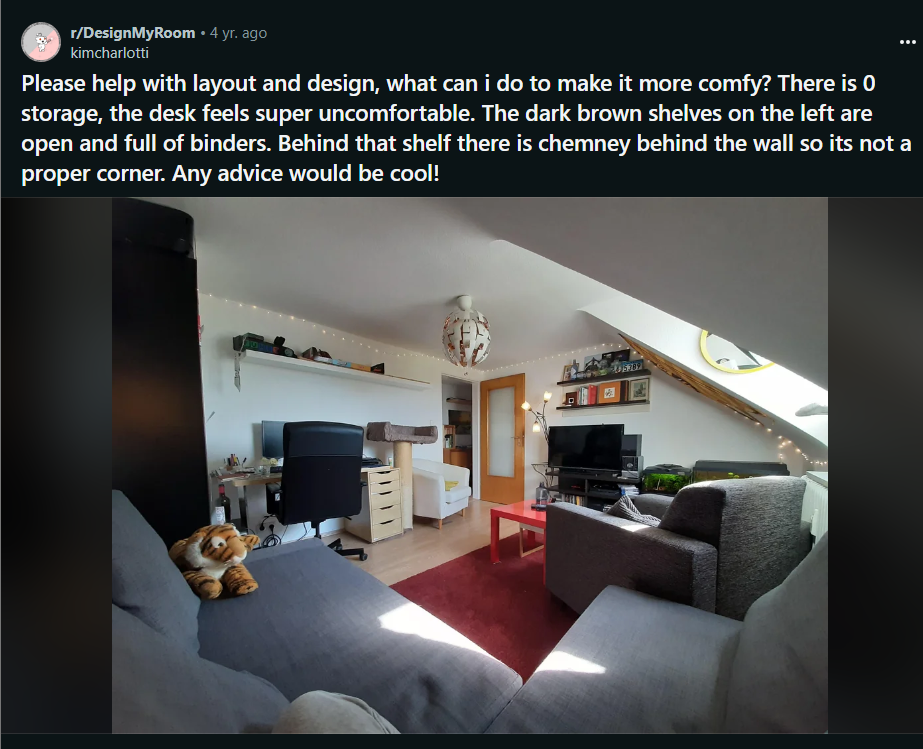 r/DesignMyRoom • 4 yr. ago
kimcharlotti
Please help with layout and design, what can i do to make it more comfy? There is 0
storage, the desk feels super uncomfortable. The dark brown shelves on the left are
open and full of binders. Behind that shelf there is chemney behind the wall so its not a
proper corner. Any advice would be cool!